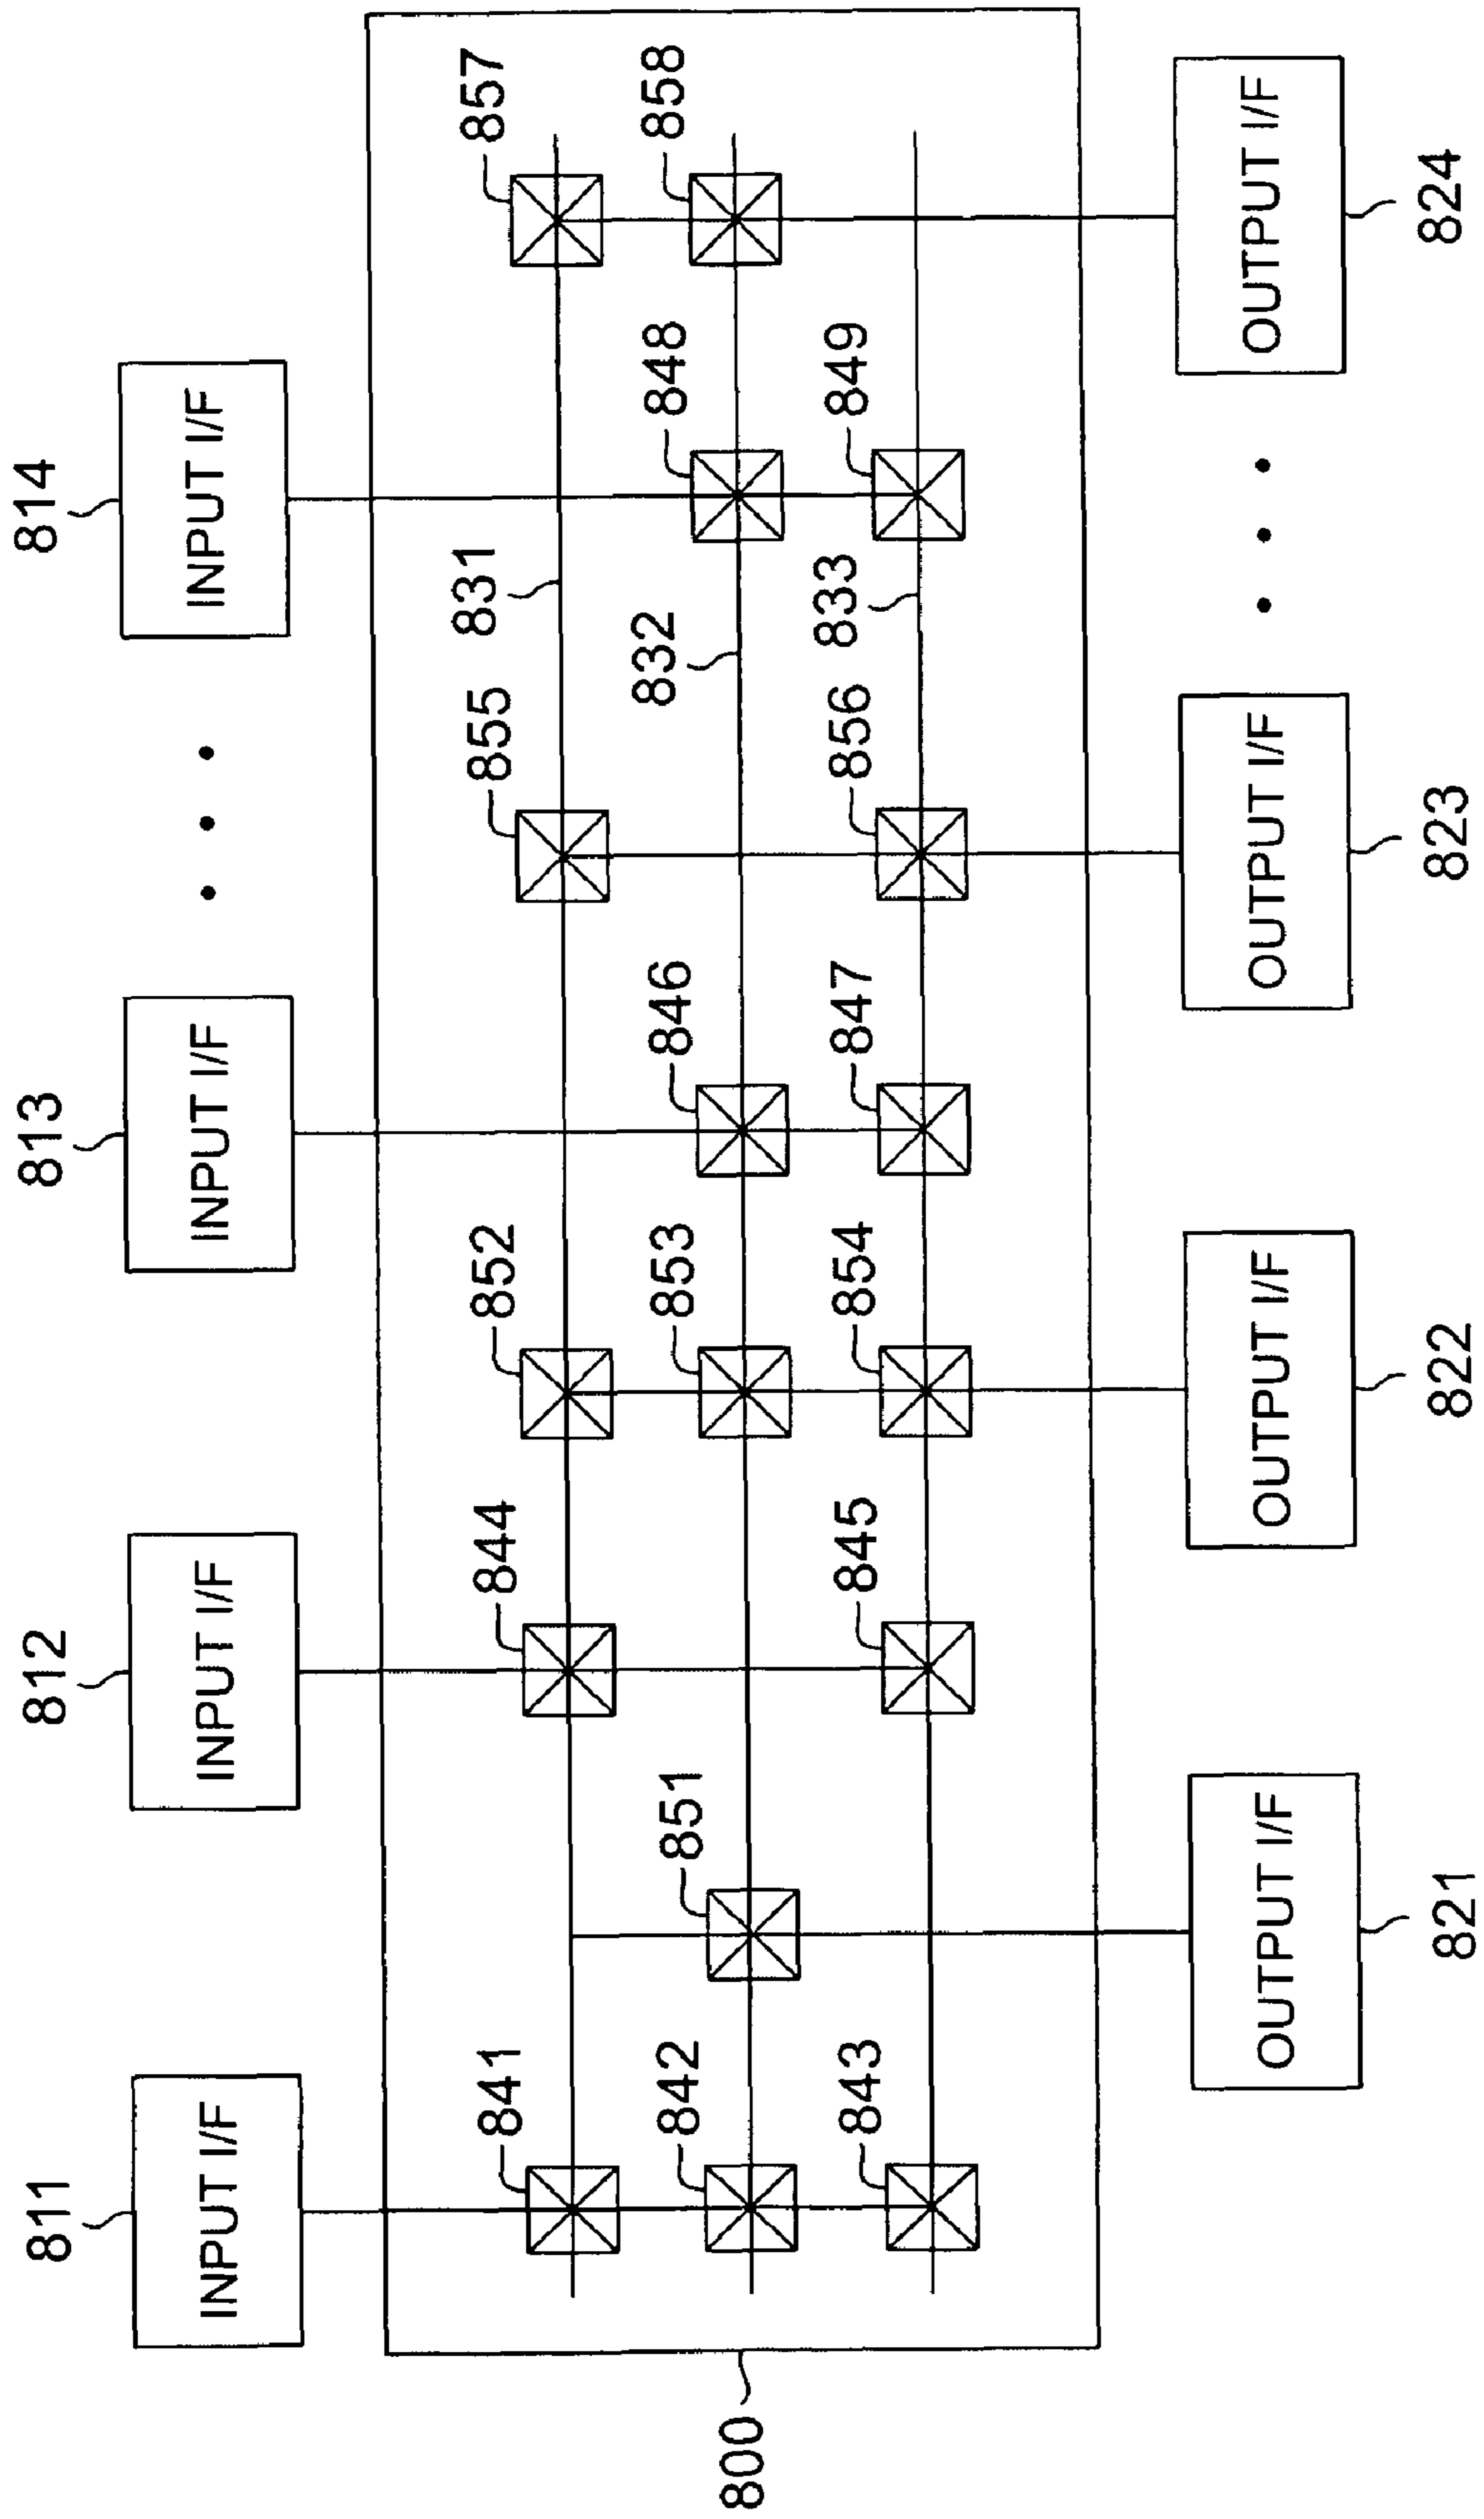 811
812
813
814
INPUT I/F
INPUT I/F
INPUT I/F
• • •
INPUT I/F
841
844
852
855
831
857
842
851
853
846
832
848
858
843
845
854
847
856
833
849
800
OUTPUT I/F
OUTPUT I/F
OUTPUT I/F
• • •
OUTPUT I/F
821
822
823
824